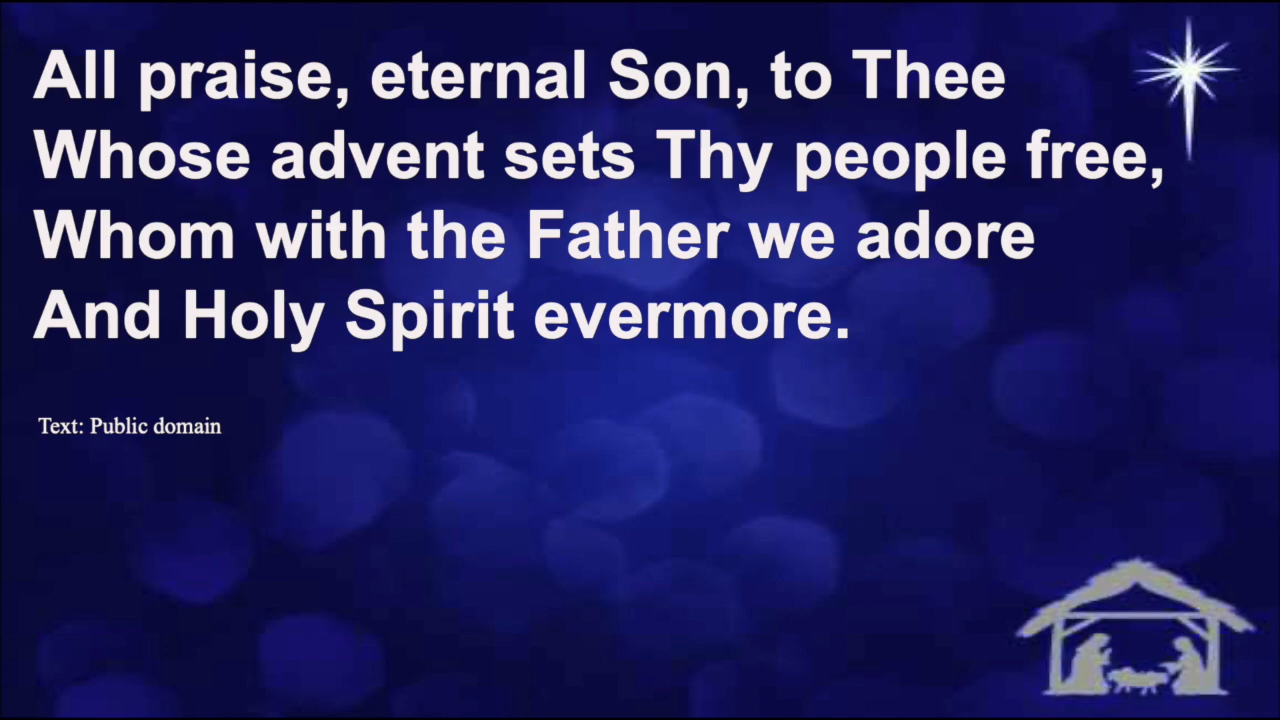 All praise, eternal Son, to Thee
Whose advent sets Thy people free,
Whom with the Father we adore
And Holy Spirit evermore.
Text: Public domain